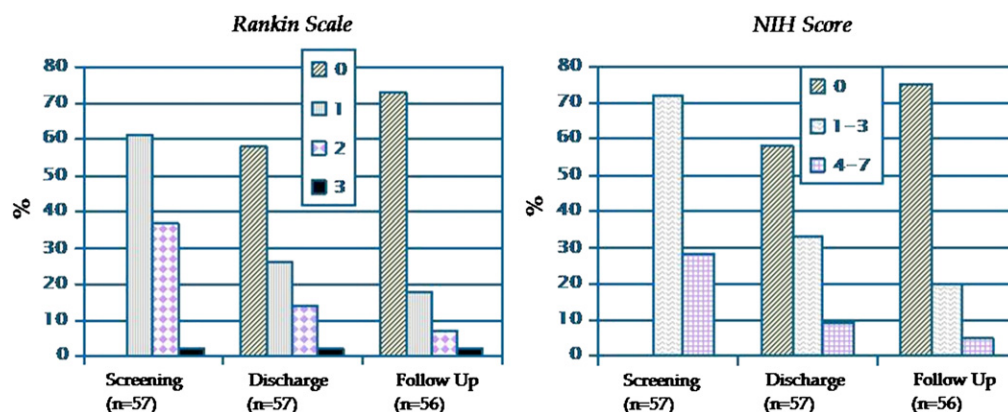 Rankin Scale
80
70
60
50
40
30
20
10
0
%
0
1
2
3
Screening
(n=57)
Discharge
(n=57)
Follow Up
(n=56)
NIH Score
80
70
60
50
40
30
20
10
0
%
0
1–3
4–7
Screening
(n=57)
Discharge
(n=57)
Follow Up
(n=56)